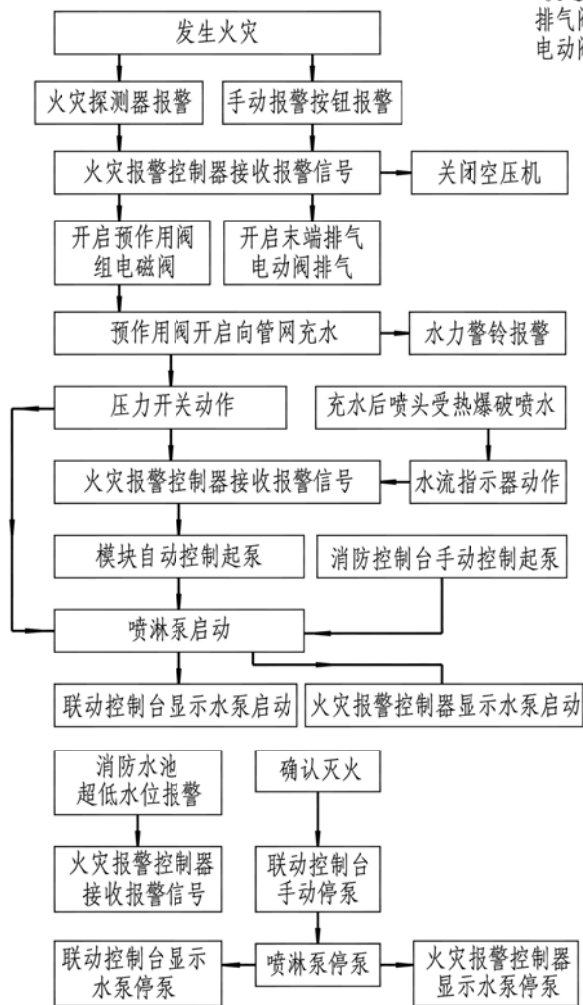 发生火灾
排气阀
电动阀
火灾探测器报警
手动报警按钮报警
火灾报警控制器接收报警信号
关闭空压机
开启预作用阀
组电磁阀
开启末端排气
电动阀排气
预作用阀开启向管网充水
水力警铃报警
压力开关动作
充水后喷头受热爆破喷水
火灾报警控制器接收报警信号
水流指示器动作
模块自动控制起泵
消防控制台手动控制起泵
喷淋泵启动
联动控制台显示水泵启动
火灾报警控制器显示水泵启动
消防水池
超低水位报警
确认灭火
火灾报警控制器
接收报警信号
联动控制台
手动停泵
联动控制台显示
水泵停泵
喷淋泵停泵
火灾报警控制器
显示水泵停泵